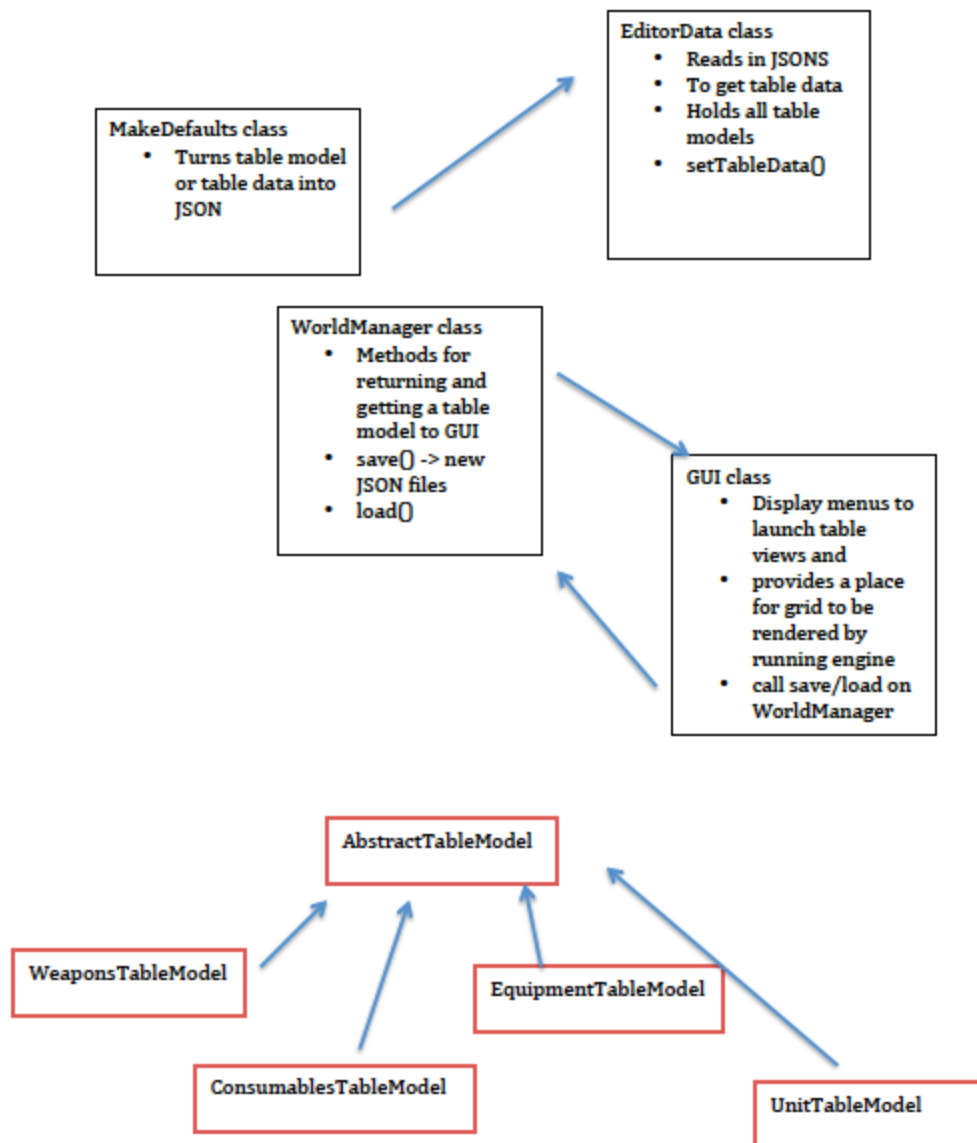 EditorData class
• Reads in JSONS
• To get table data
• Holds all table
models
• setTableData()
MakeDefaults class
• Turns table model
or table data into
JSON
WorldManager class
• Methods for
returning and
getting a table
model to GUI
• save() -> new
JSON files
• load()
GUI class
• Display menus to
launch table
views and
• provides a place
for grid to be
rendered by
running engine
• call save/load on
WorldManager
AbstractTableModel
WeaponsTableModel
EquipmentTableModel
ConsumablesTableModel
UnitTableModel